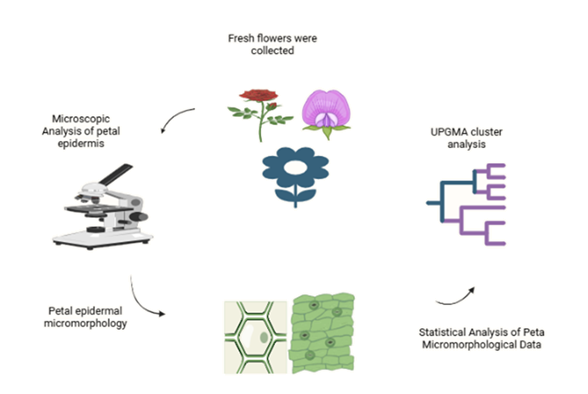 Fresh flowers were
collected
Microscopic
Analysis of petal
epidermis
UPGMA cluster
analysis
Petal epidermal
micromorphology
Statistical Analysis of Peta
Micromorphological Data